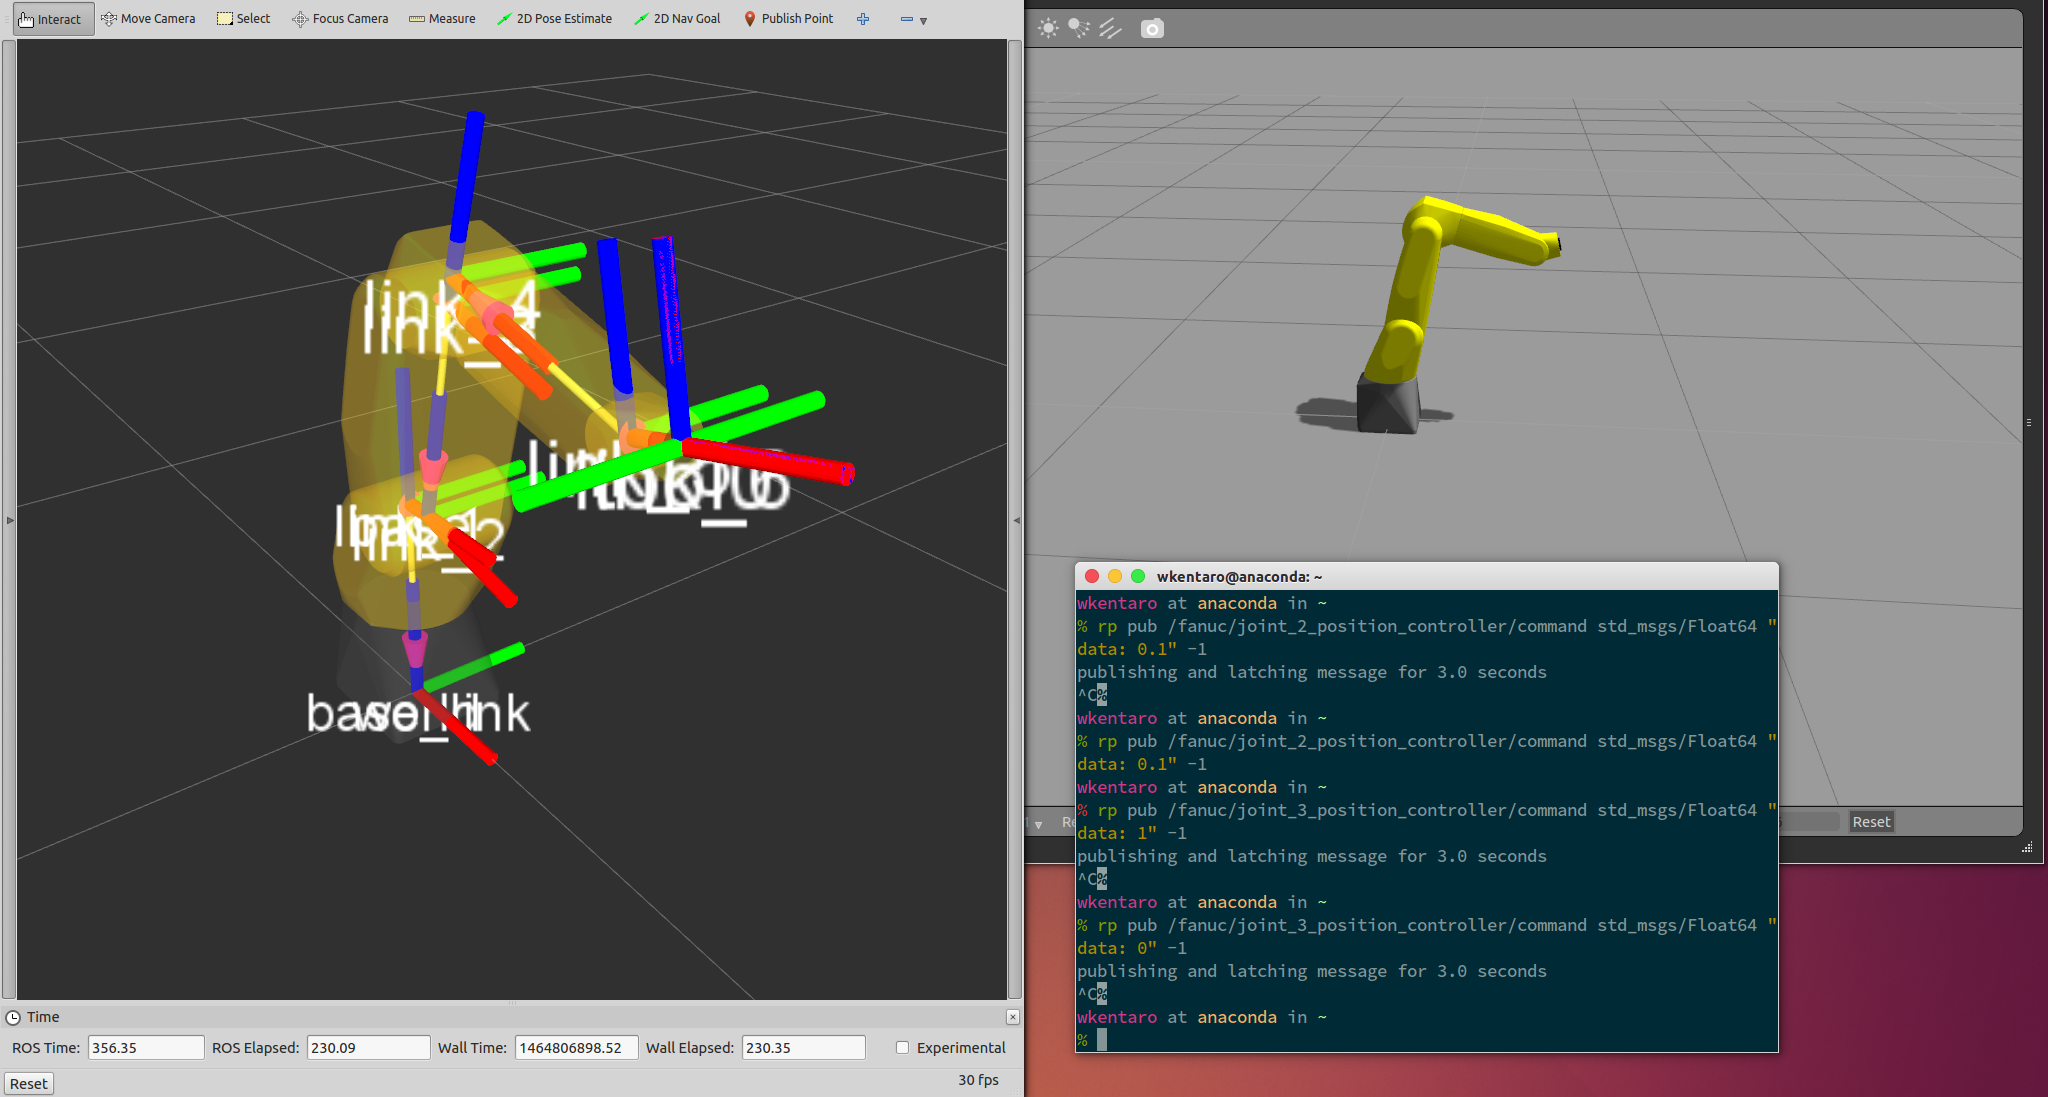 Interact
Move Camera
Select
Focus Camera
Measure
2D Pose Estimate
2D Nav Goal
Publish Point
link_4
link_2
base_link
Time
ROS Time: 356.35
ROS Elapsed: 230.09
Wall Time: 1464806898.52
Wall Elapsed: 230.35
Experimental
Reset
30 fps
Reset
wkentaro@anaconda: ~
wkentaro at anaconda in ~
% rp pub /fanuc/joint_2_position_controller/command std_msgs/Float64 "
data: 0.1" -1
publishing and latching message for 3.0 seconds
^C%
wkentaro at anaconda in ~
% rp pub /fanuc/joint_2_position_controller/command std_msgs/Float64 "
data: 0.1" -1
wkentaro at anaconda in ~
% rp pub /fanuc/joint_3_position_controller/command std_msgs/Float64 "
data: 1" -1
publishing and latching message for 3.0 seconds
^C%
wkentaro at anaconda in ~
% rp pub /fanuc/joint_3_position_controller/command std_msgs/Float64 "
data: 0" -1
publishing and latching message for 3.0 seconds
^C%
wkentaro at anaconda in ~
%